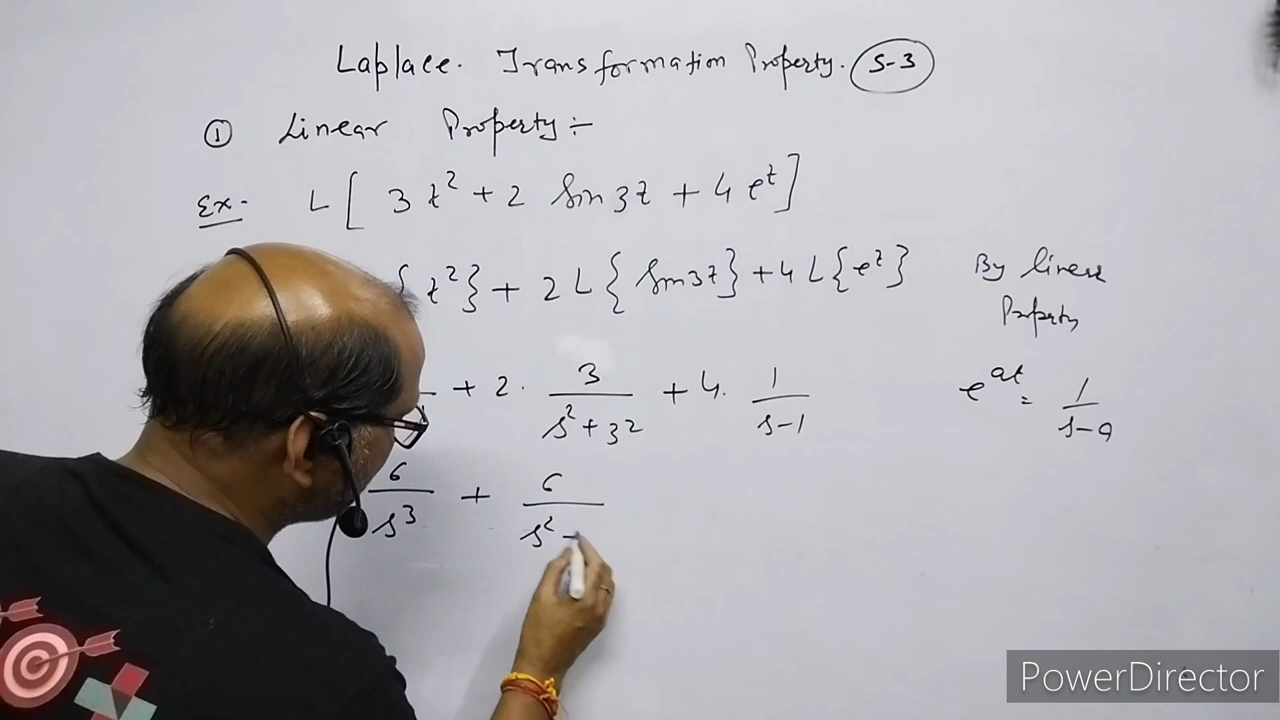 Laplace. Transformation Property. S-3
① Linear Property :-
Ex. L[ 3 t² + 2 Sin 3t + 4 e^t ]
{ t² } + 2 L { Sin 3t } + 4 L { e^t } By linear Property
+ 2 · 3/(s² + 3²) + 4 · 1/(s-1) e^at = 1/(s-a)
6/s³ + 6/s²
PowerDirector